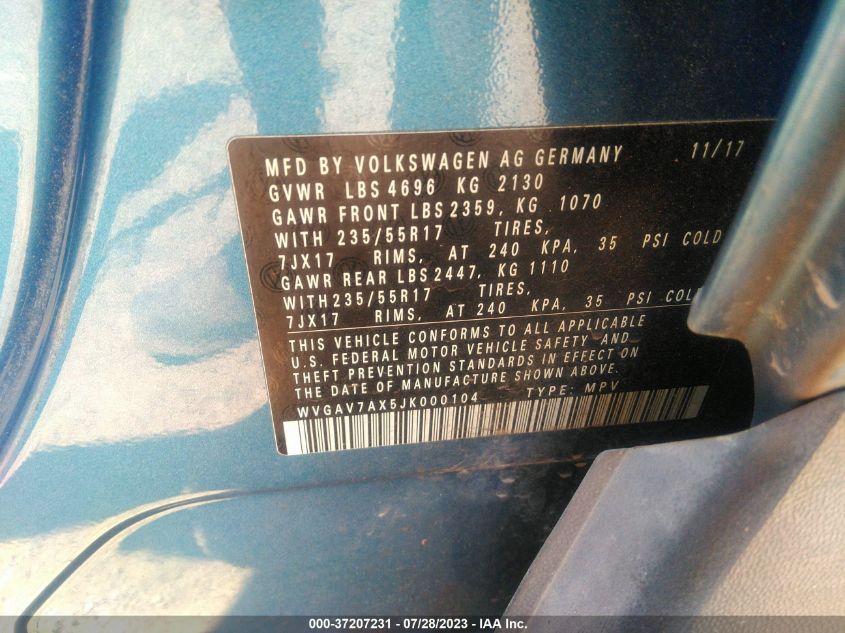 MFD BY VOLKSWAGEN AG GERMANY 11/17
GVWR LBS 4696 KG 2130
GAWR FRONT LBS 2359, KG 1070
WITH 235/55R17 TIRES,
7JX17 RIMS, AT 240 KPA, 35 PSI COLD
GAWR REAR LBS 2447, KG 1110
WITH 235/55R17 TIRES,
7JX17 RIMS, AT 240 KPA, 35 PSI COLD
THIS VEHICLE CONFORMS TO ALL APPLICABLE
U.S. FEDERAL MOTOR VEHICLE SAFETY AND
THEFT PREVENTION STANDARDS IN EFFECT ON
THE DATE OF MANUFACTURE SHOWN ABOVE.
WVGAV7AX5JK000104 TYPE: MPV
000-37207231 - 07/28/2023 - IAA Inc.